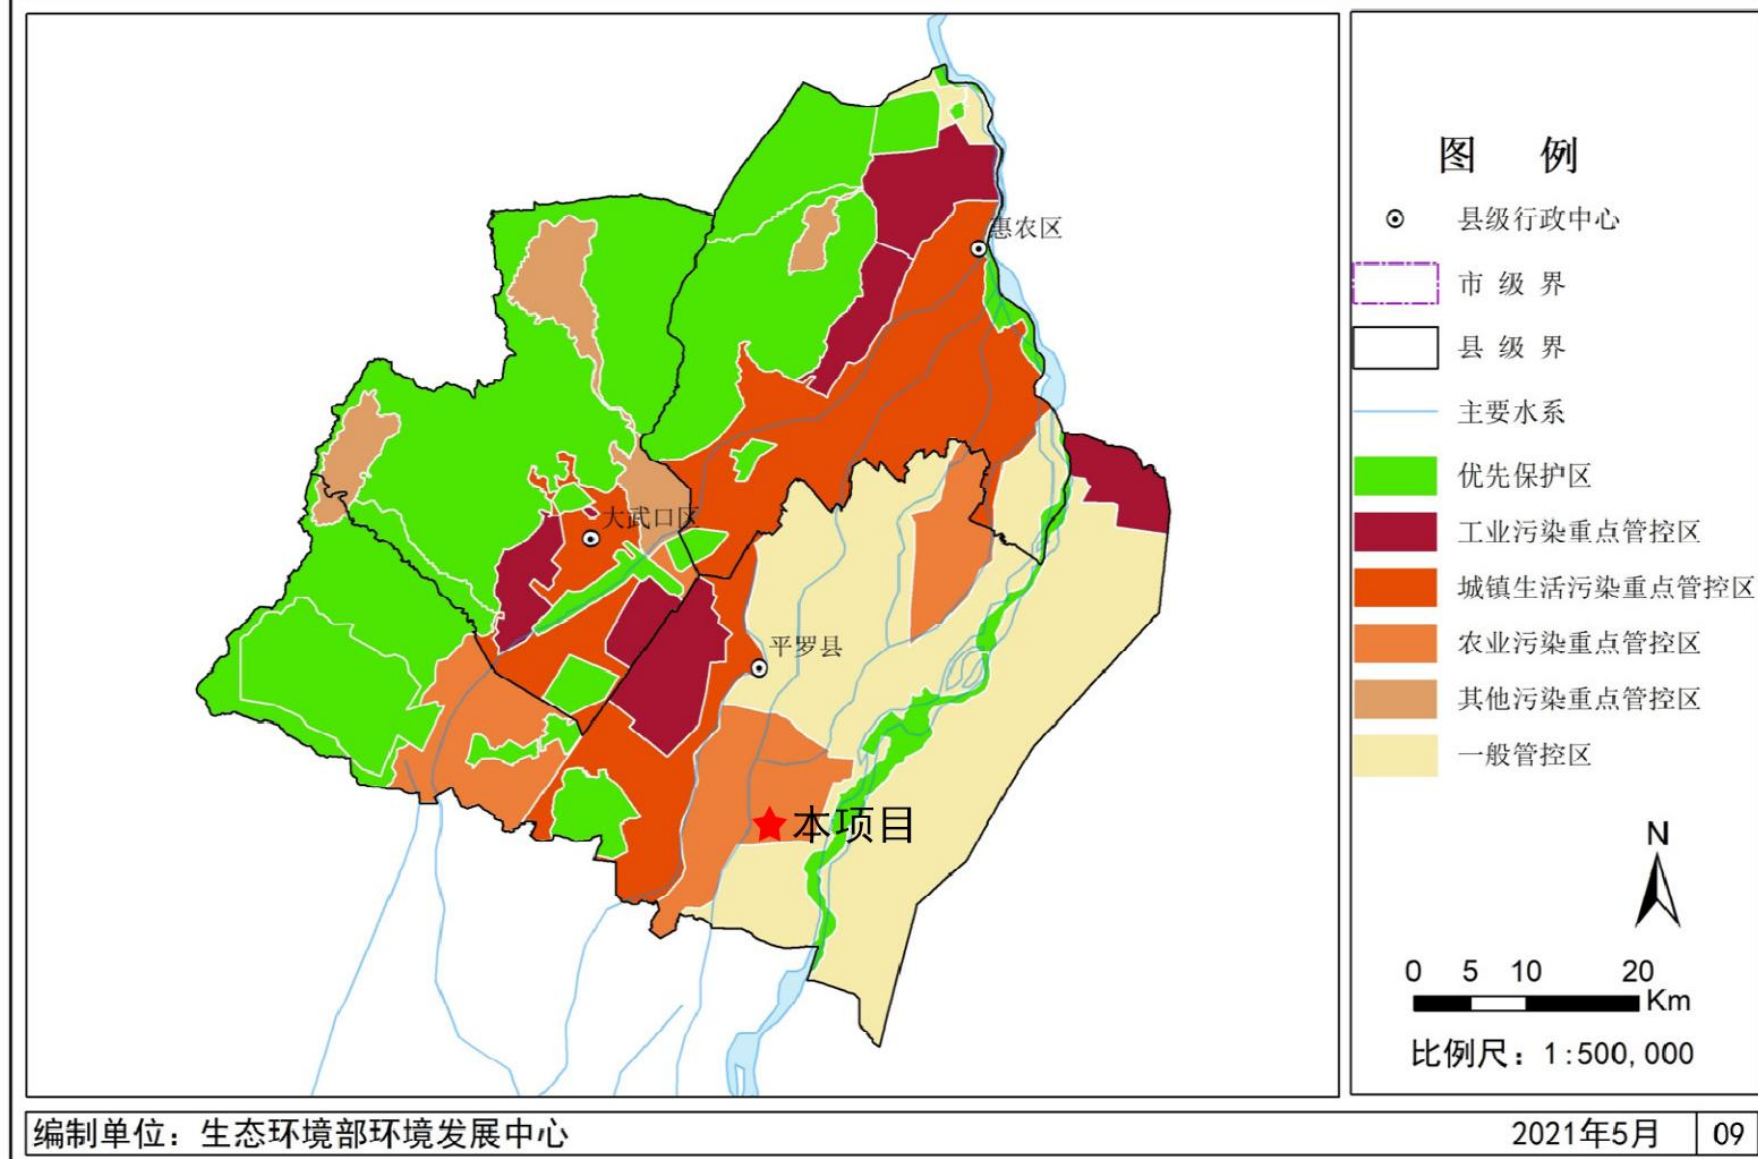 惠农区
大武口区
平罗县
本项目
图 例
县级行政中心
市 级 界
县 级 界
主要水系
优先保护区
工业污染重点管控区
城镇生活污染重点管控区
农业污染重点管控区
其他污染重点管控区
一般管控区
N
0 5 10 20
Km
比例尺：1:500,000
编制单位：生态环境部环境发展中心
2021年5月
09